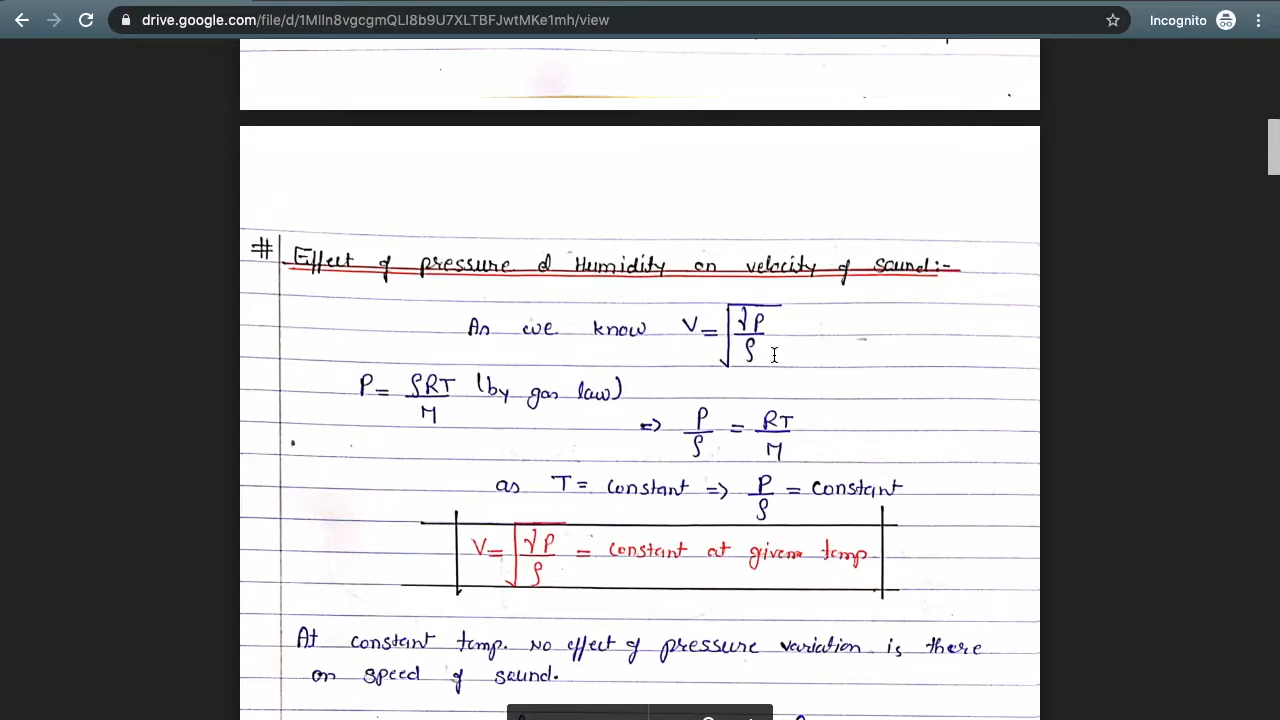 drive.google.com/file/d/1MlIn8vgcgmQLI8b9U7XLTBFJwtMKe1mh/view
Incognito
# Effect of pressure & Humidity on velocity of sound:-
As we know V = √(γP/ρ)
P = ρRT/M (by gas law)
=> P/ρ = RT/M
as T = constant => P/ρ = constant
V = √(γP/ρ) = constant at given temp
At constant temp. No effect of pressure variation is there
on speed of sound.